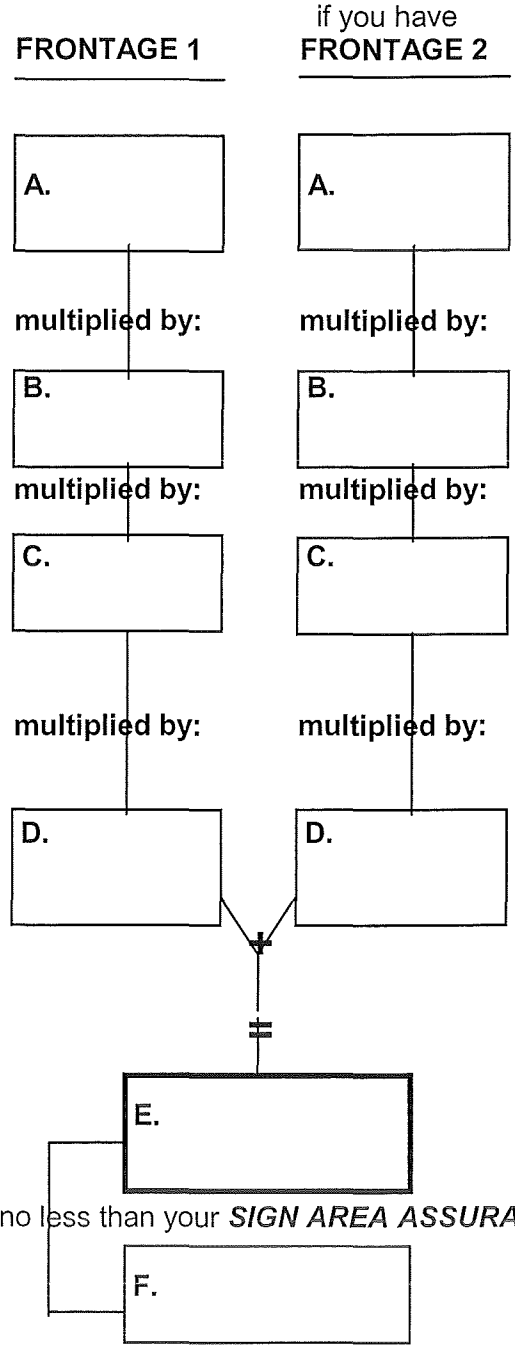 if you have
FRONTAGE 1 FRONTAGE 2
A. A.
multiplied by: multiplied by:
B. B.
multiplied by: multiplied by:
C. C.
multiplied by: multiplied by:
D. D.
+
=
E.
no less than your SIGN AREA ASSURA
F.